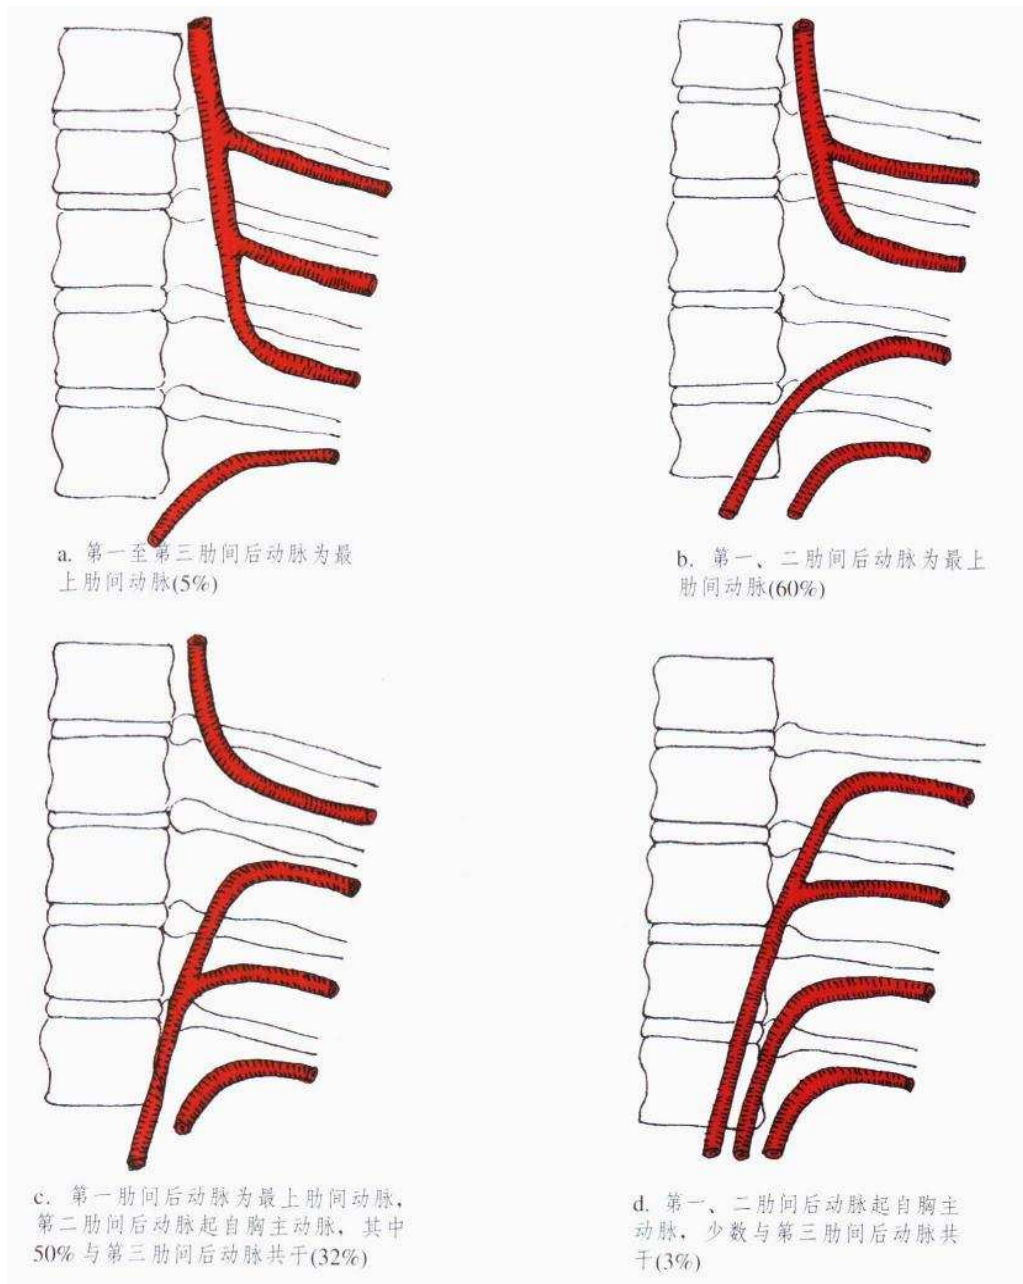 a. 第一至第三肋间后动脉为最
上肋间动脉(5%)
b. 第一、二肋间后动脉为最上
肋间动脉(60%)
c. 第一肋间后动脉为最上肋间动脉,
第二肋间后动脉起自胸主动脉, 其中
50% 与第三肋间后动脉共干(32%)
d. 第一、二肋间后动脉起自胸主
动脉, 少数与第三肋间后动脉共
干(3%)